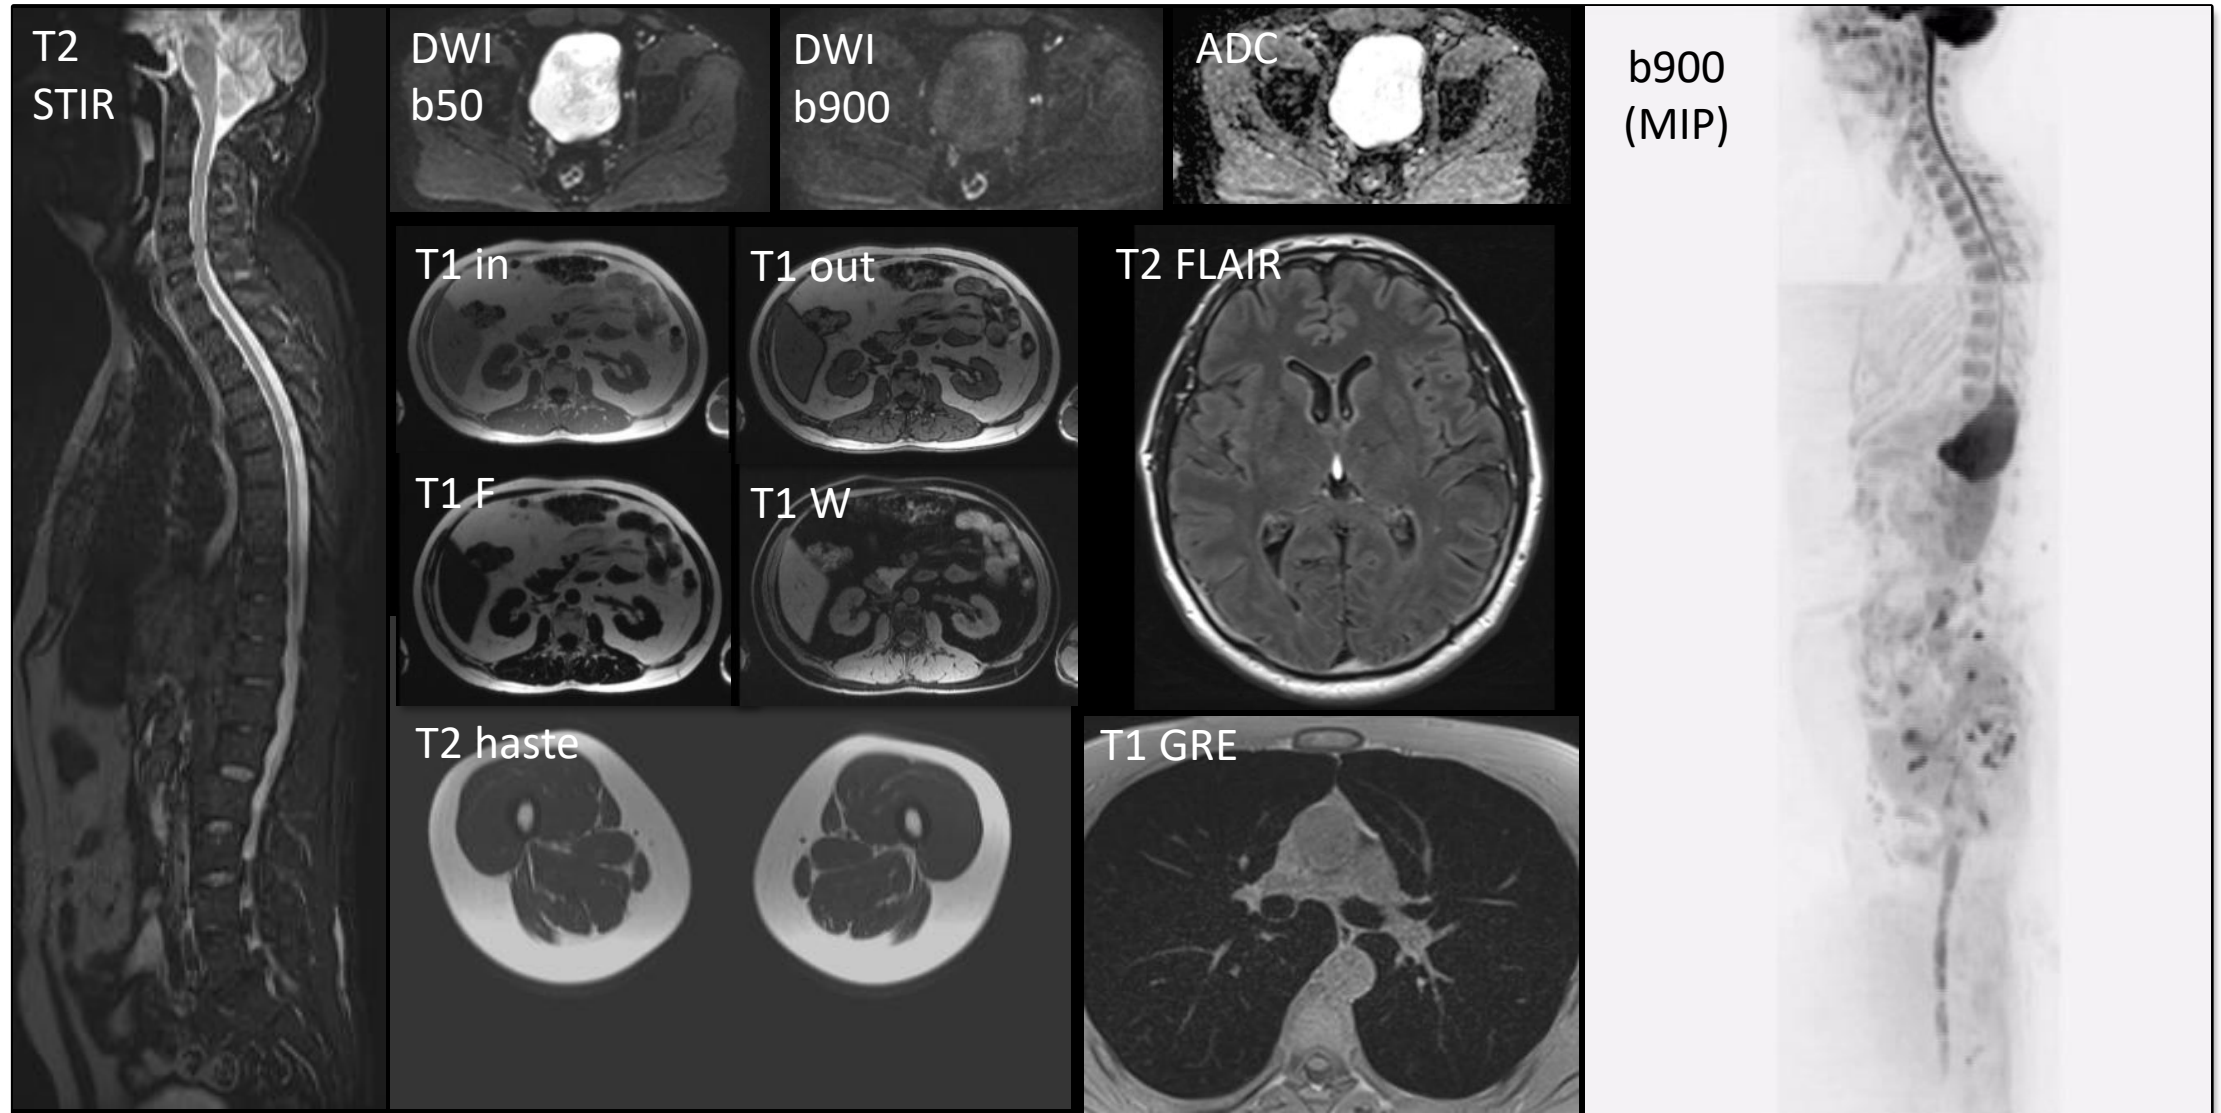 T2
STIR
DWI
b50
DWI
b900
ADC
b900
(MIP)
T1 in
T1 out
T2 FLAIR
T1 F
T1 W
T2 haste
T1 GRE